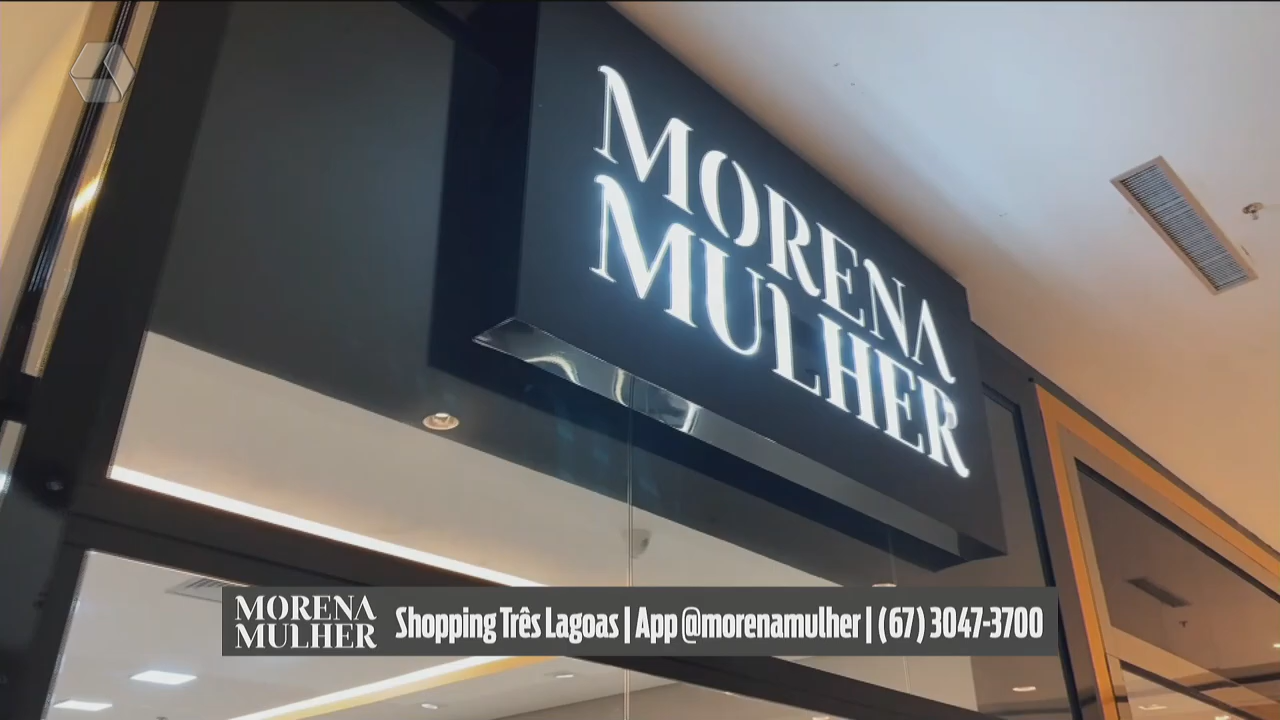 MORENA
MULHER
MORENA
MULHER
Shopping Três Lagoas | App @morenamulher | (67) 3047-3700